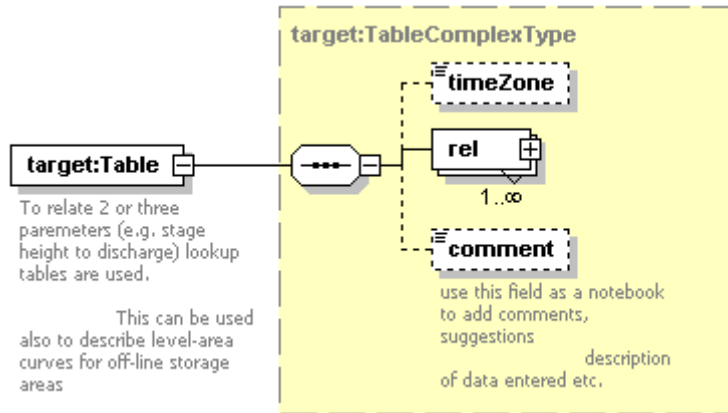 target:TableComplexType
timeZone
target:Table
rel
1..∞
To relate 2 or three
paremeters (e.g. stage
height to discharge) lookup
tables are used.
This can be used
also to describe level-area
curves for off-line storage
areas
comment
use this field as a notebook
to add comments,
suggestions
description
of data entered etc.